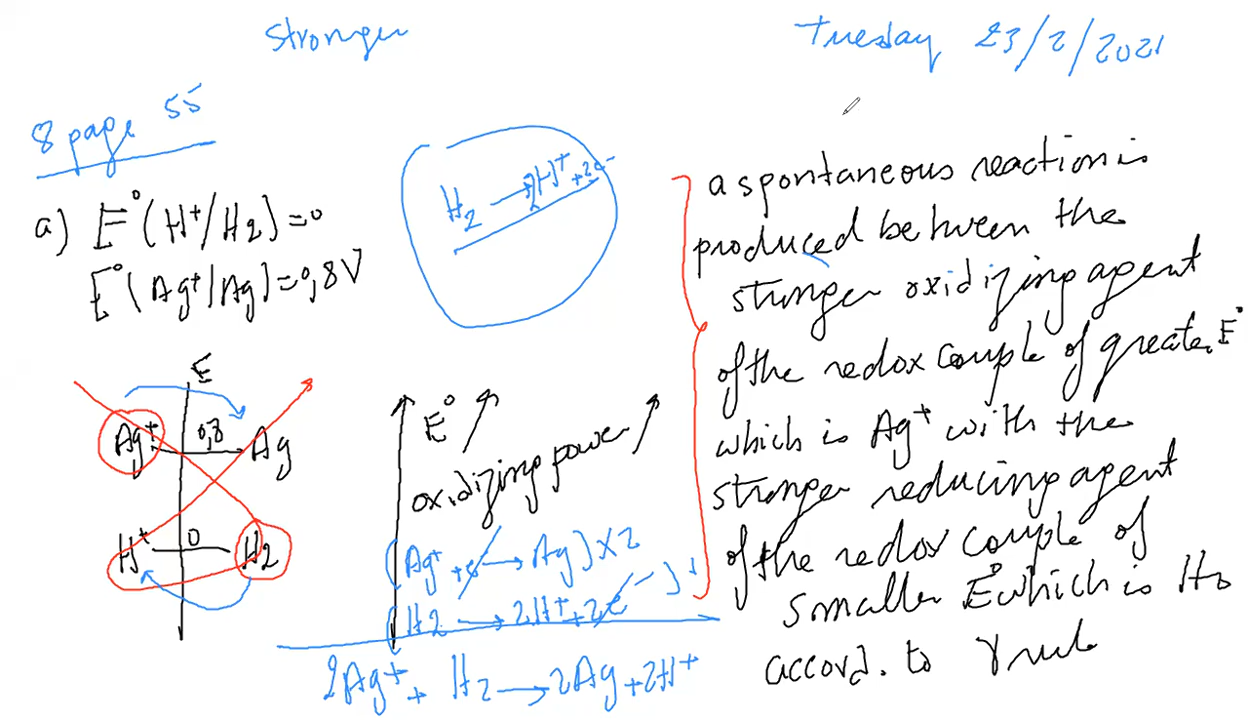 stronger
Tuesday 23/2/2021
8 page 55
a) E°(H+/H2)=0
E°(Ag+/Ag)=0,8V
H2 → 2H+ +2e-
E
Ag+ 0,8 Ag
H+ 0 H2
E°
oxidizing power
(Ag+ +e- → Ag)×2
(H2 → 2H+ +2e-)1
2Ag+ + H2 → 2Ag+2H+
a spontaneous reaction is
produced between the
stronger oxidizing agent
of the redox couple of greater E°
which is Ag+ with the
stronger reducing agent
of the redox couple of
smaller E° which is H2
accord. to γ rule